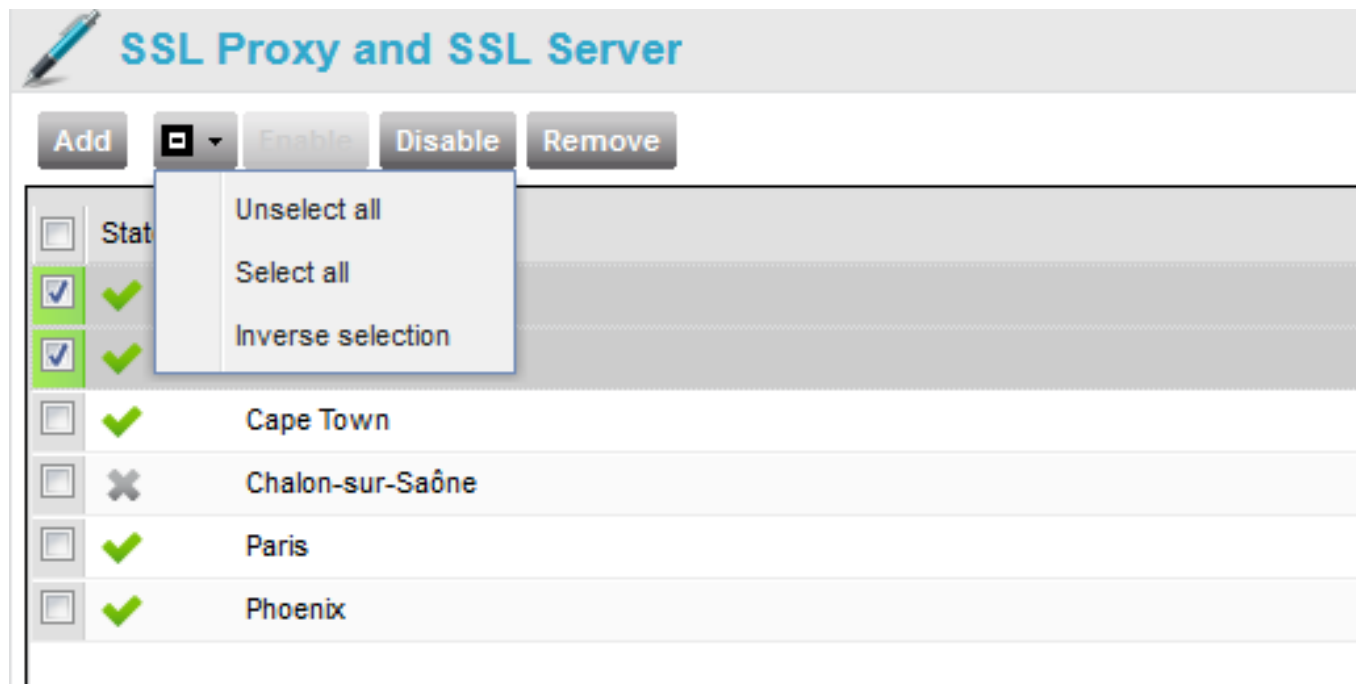 SSL Proxy and SSL Server
Add Enable Disable Remove
Unselect all
Stat
Select all
Inverse selection
Cape Town
Chalon-sur-Saône
Paris
Phoenix